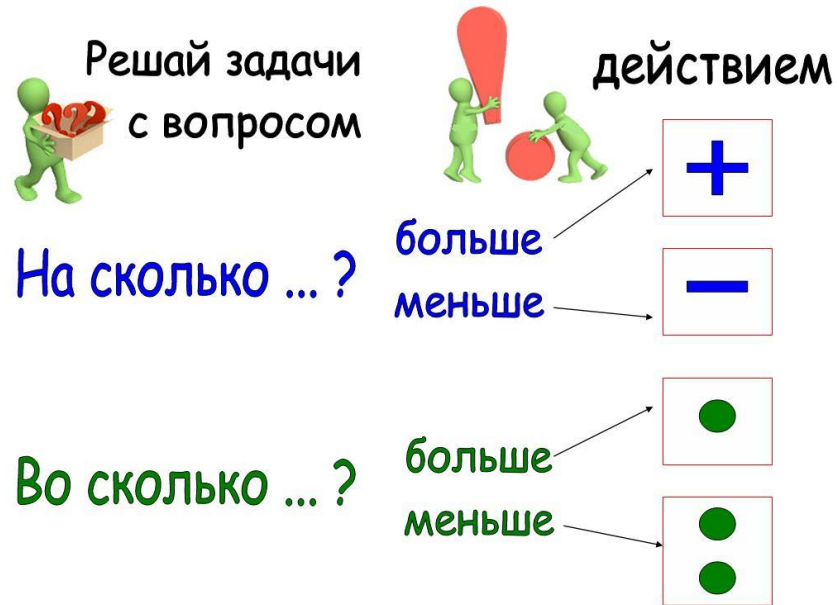 Решай задачи
с вопросом
действием
На сколько ... ?
больше
+
меньше
−
Во сколько ... ?
больше
•
меньше
: